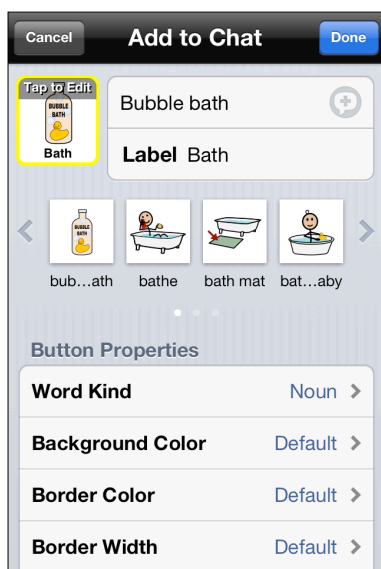 Cancel Add to Chat Done
Tap to Edit
BUBBLE
BATH
Bath
Bubble bath
Label Bath
BUBBLE
BATH
bub...ath bathe bath mat bat...aby
Button Properties
Word Kind Noun
Background Color Default
Border Color Default
Border Width Default